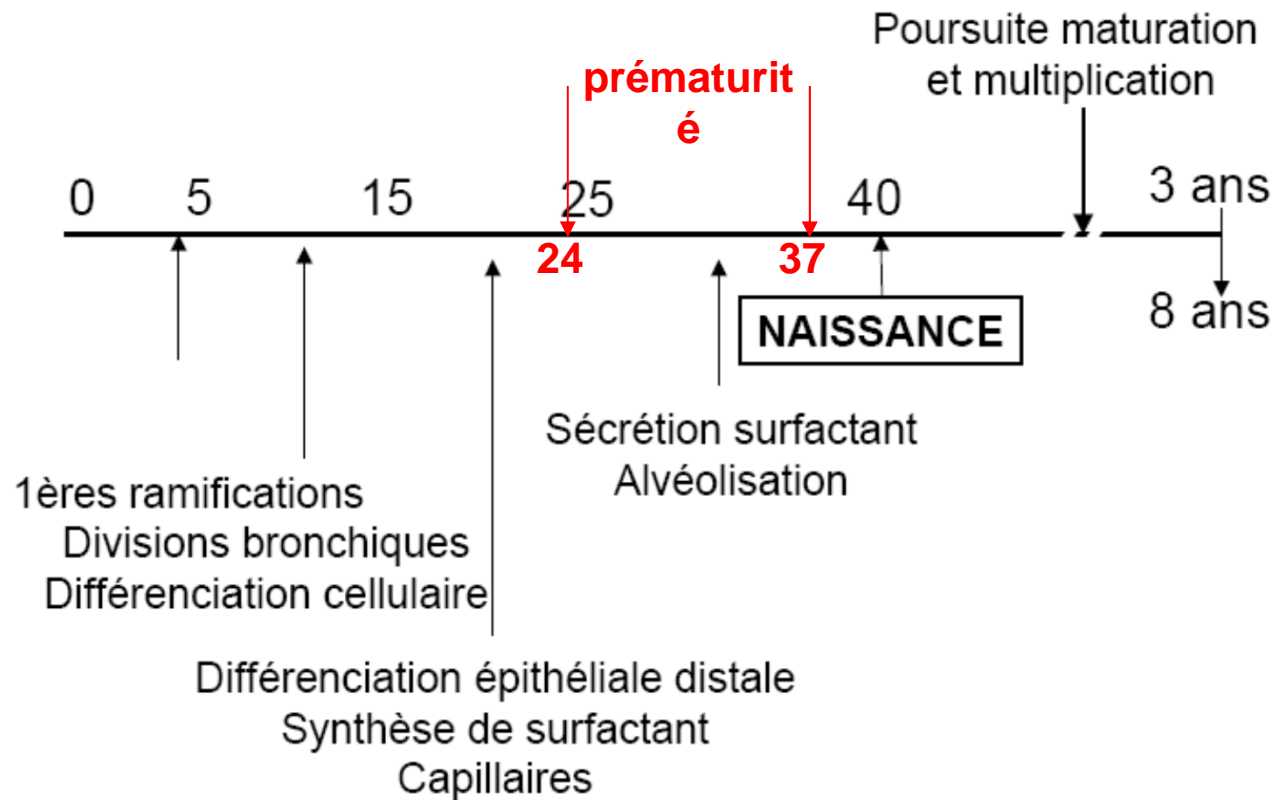 Poursuite maturation
et multiplication
prématurit
é
0 5 15 25 40 3 ans
24 37
8 ans
NAISSANCE
Sécrétion surfactant
Alvéolisation
1ères ramifications
Divisions bronchiques
Différenciation cellulaire
Différenciation épithéliale distale
Synthèse de surfactant
Capillaires